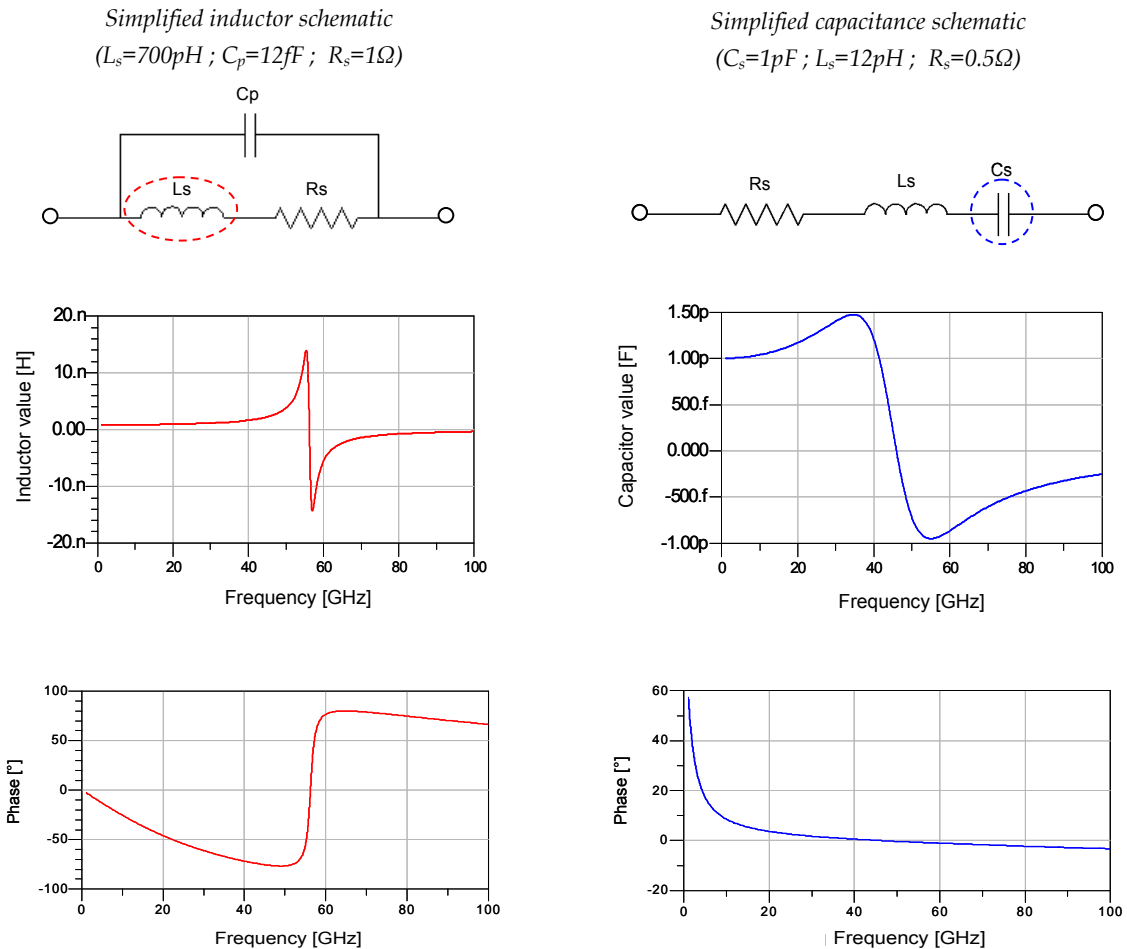 Simplified inductor schematic
(Ls=700pH ; Cp=12fF ; Rs=1Ω)
Cp
Ls
Rs
20.n
10.n
0.00
-10.n
-20.n
Inductor value [H]
0 20 40 60 80 100
Frequency [GHz]
100
50
0
-50
-100
Phase [°]
0 20 40 60 80 100
Frequency [GHz]
Simplified capacitance schematic
(Cs=1pF ; Ls=12pH ; Rs=0.5Ω)
Rs
Ls
Cs
1.50p
1.00p
500.f
0.000
-500.f
-1.00p
Capacitor value [F]
0 20 40 60 80 100
Frequency [GHz]
60
40
20
0
-20
Phase [°]
0 20 40 60 80 100
Frequency [GHz]